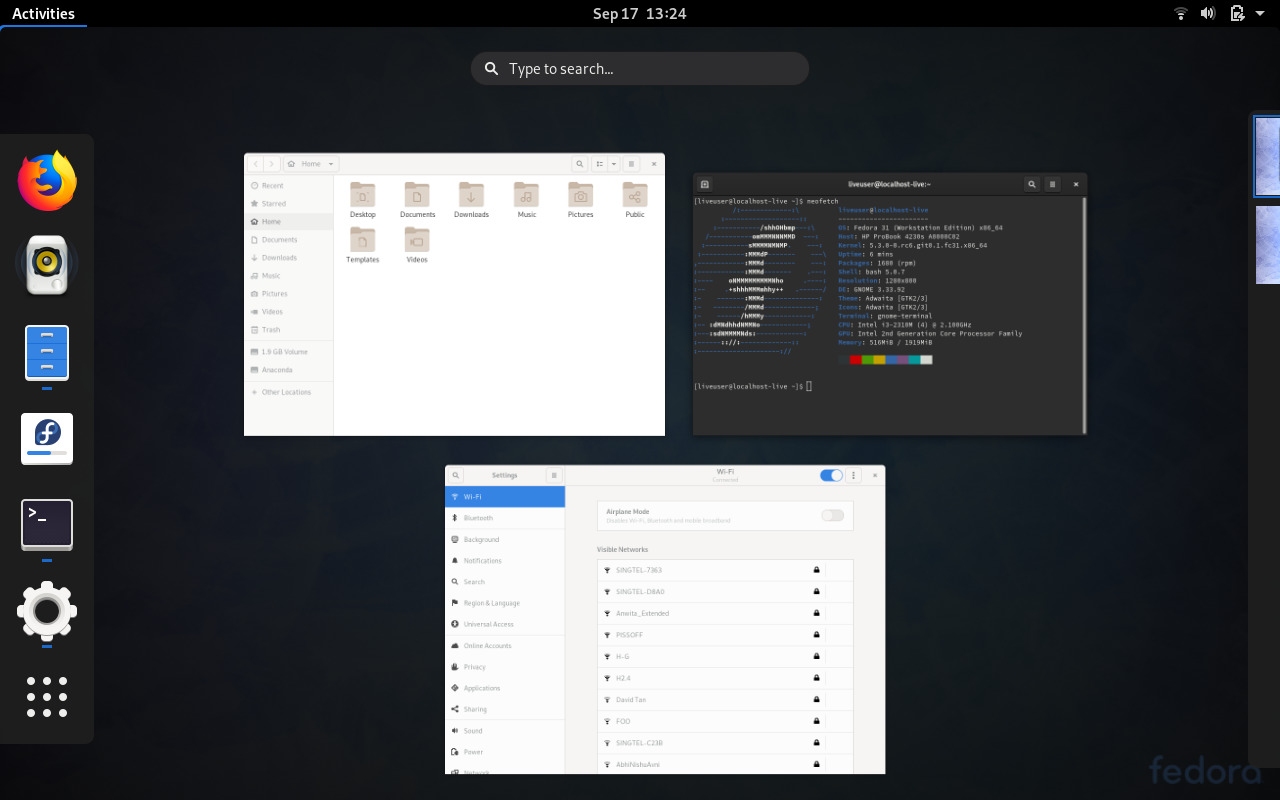 Activities
Sep 17 13:24
Type to search...
Home
Recent
Starred
Home
Documents
Downloads
Music
Pictures
Videos
Trash
1.9 GB Volume
Anaconda
Other Locations
Desktop Documents Downloads Music Pictures Public
Templates Videos
liveuser@localhost-live:~
[liveuser@localhost-live ~]$ neofetch
liveuser@localhost-live
OS: Fedora 31 (Workstation Edition) x86_64
Host: HP ProBook 4230s A0000C02
Kernel: 5.3.0-0.rc6.git0.1.fc31.x86_64
Uptime: 6 mins
Packages: 1600 (rpm)
Shell: bash 5.0.7
Resolution: 1280x800
DE: GNOME 3.33.92
Theme: Adwaita [GTK2/3]
Icons: Adwaita [GTK2/3]
Terminal: gnome-terminal
CPU: Intel i3-2310M (4) @ 2.100GHz
GPU: Intel 2nd Generation Core Processor Family
Memory: 516MiB / 1919MiB
[liveuser@localhost-live ~]$
Settings
Wi-Fi
Bluetooth
Background
Notifications
Search
Region & Language
Universal Access
Online Accounts
Privacy
Applications
Sharing
Sound
Power
Network
Wi-Fi
Connected
Airplane Mode
Disables Wi-Fi, Bluetooth and mobile broadband
Visible Networks
SINGTEL-7363
SINGTEL-D8A0
Anwita_Extended
PISSOFF
H-G
H2.4
David Tan
FOO
SINGTEL-C23B
AbhiNishuAvni
fedora